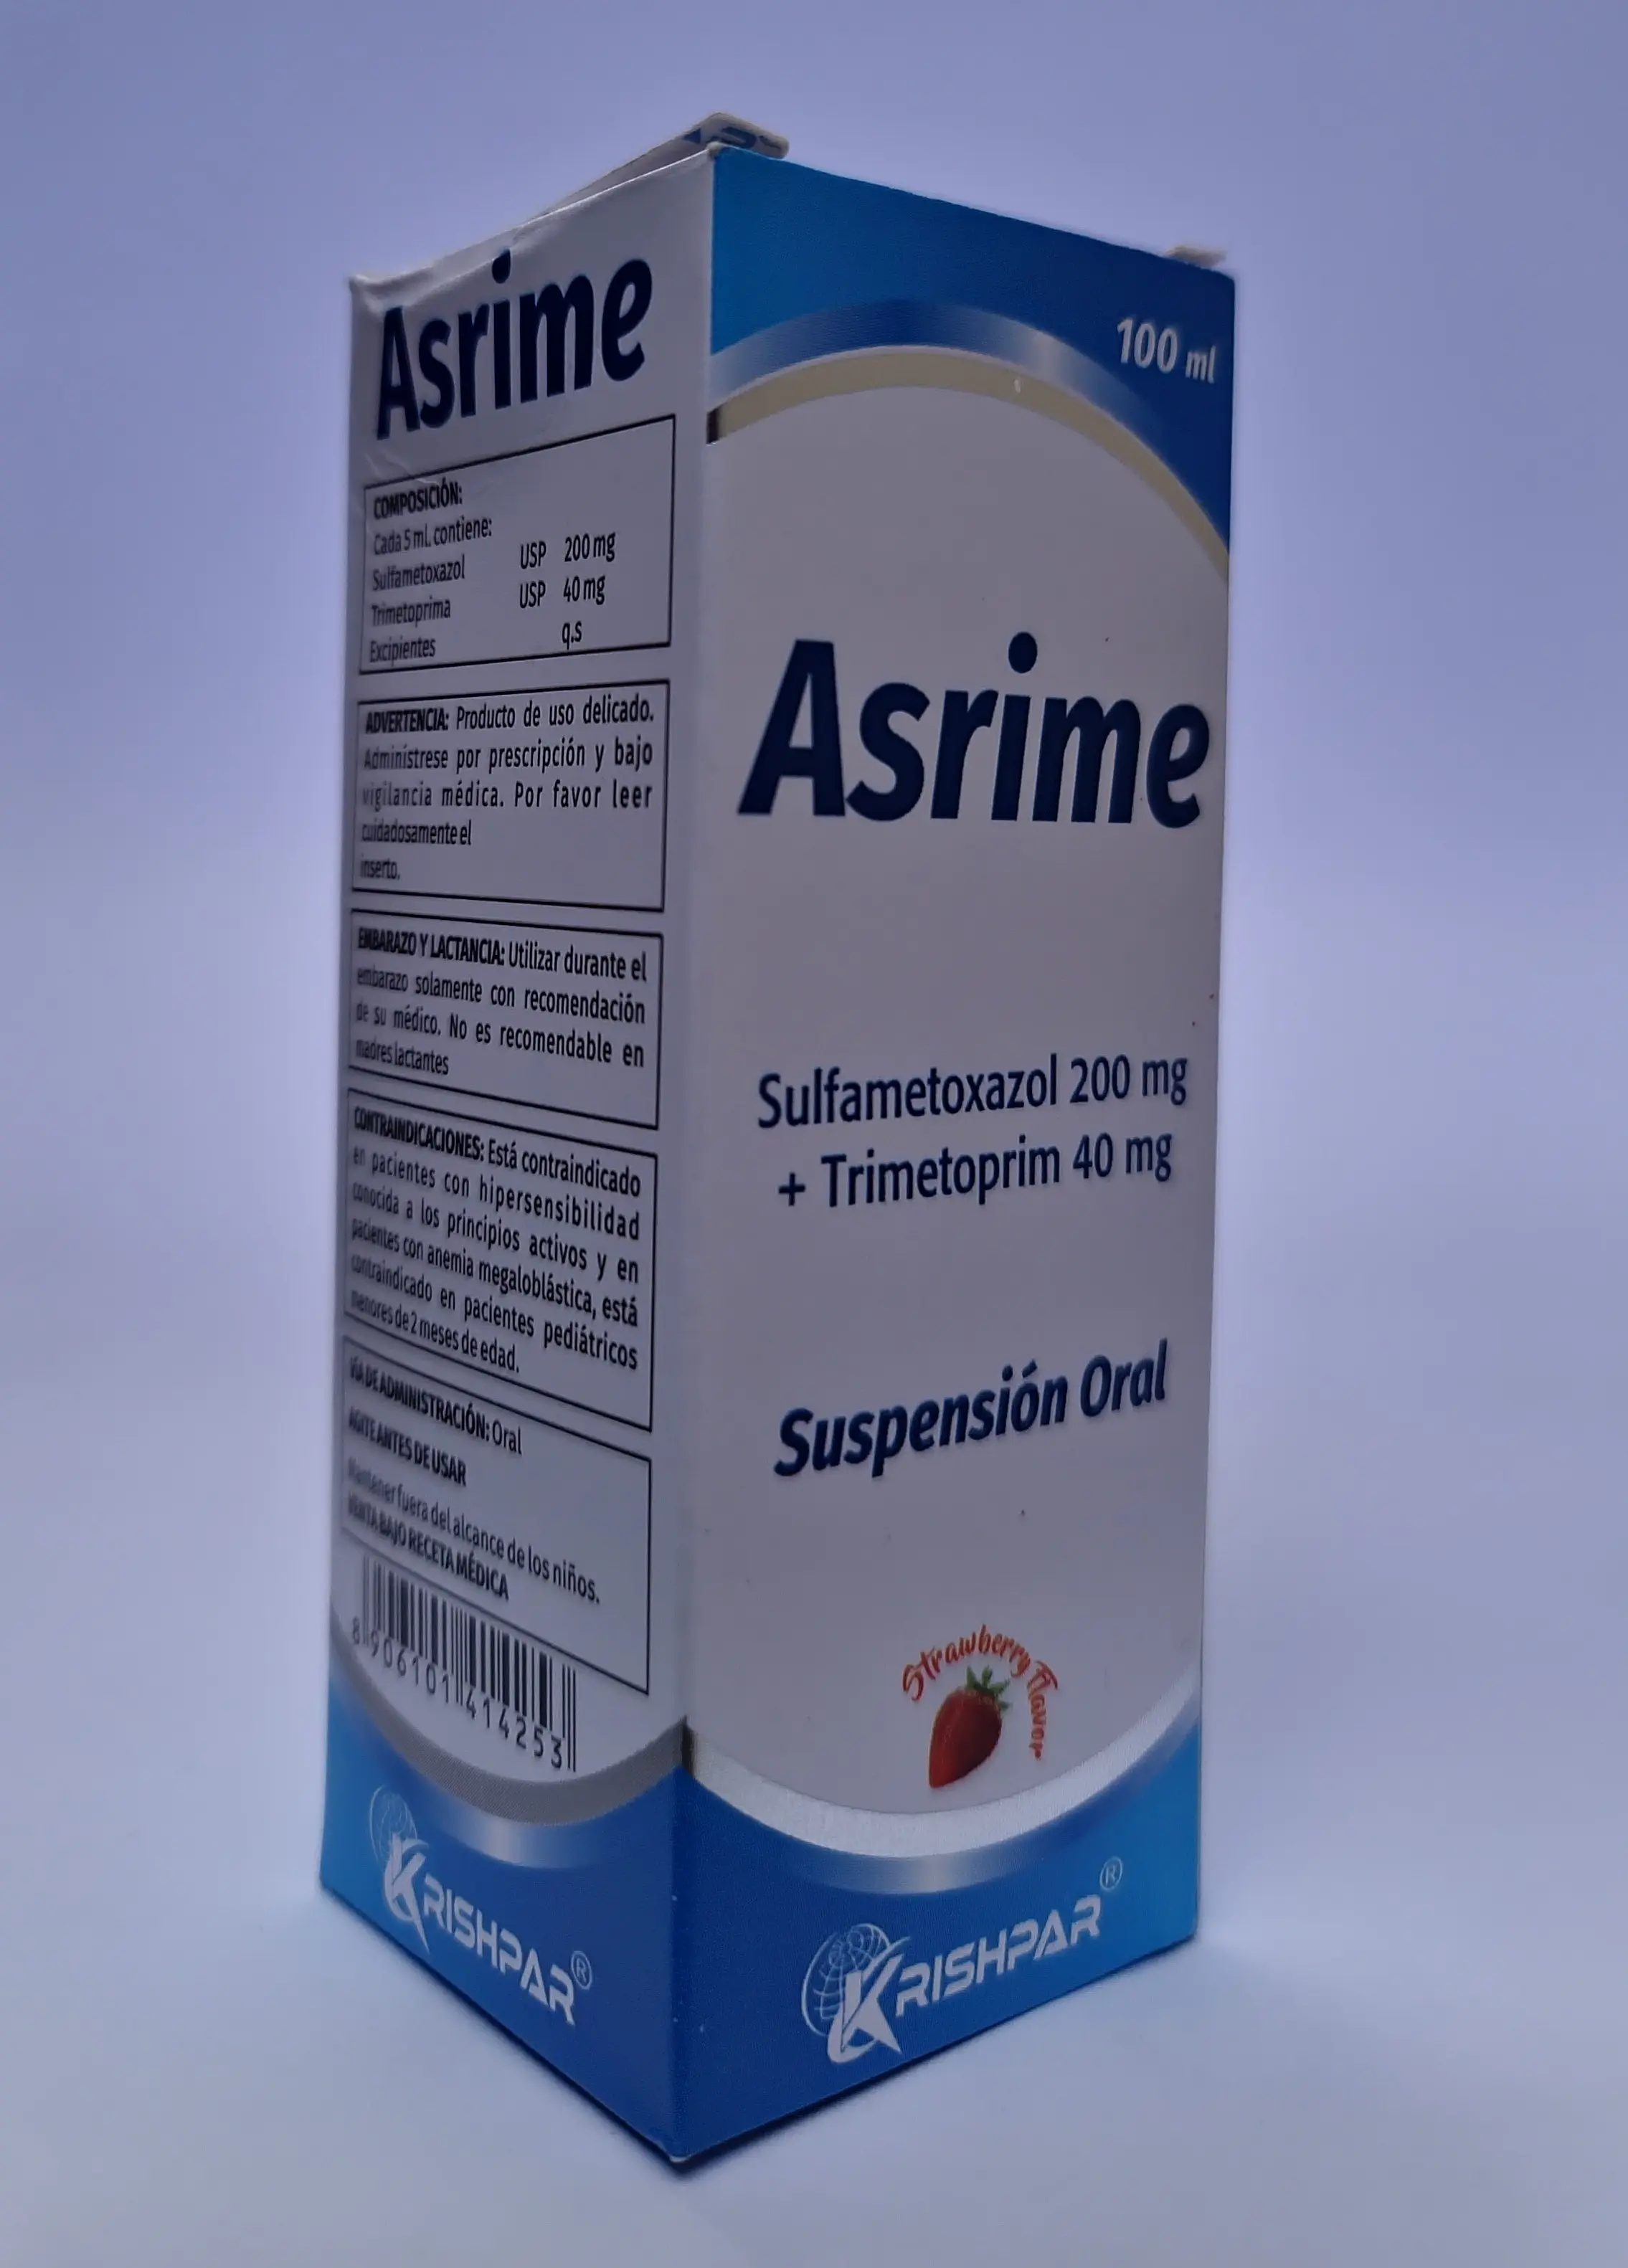 Asrime
COMPOSICIÓN:
Cada 5 mL contiene:
Sulfametoxazol USP 200 mg
Trimetoprima USP 40 mg
Excipientes q.s
ADVERTENCIA: Producto de uso delicado.
Adminístrese por prescripción y bajo
vigilancia médica. Por favor leer
cuidadosamente el
inserto.
EMBARAZO Y LACTANCIA: Utilizar durante el
embarazo solamente con recomendación
de su médico. No es recomendable en
madres lactantes
CONTRAINDICACIONES: Está contraindicado
en pacientes con hipersensibilidad
conocida a los principios activos y en
pacientes con anemia megaloblástica, está
contraindicado en pacientes pediátricos
menores de 2 meses de edad.
VÍA DE ADMINISTRACIÓN: Oral
AGITE ANTES DE USAR
Mantener fuera del alcance de los niños.
VENTA BAJO RECETA MÉDICA
8 906101 414253
KRISHPAR®
100 ml
Asrime
Sulfametoxazol 200 mg
+ Trimetoprim 40 mg
Suspensión Oral
Strawberry Flavor
KRISHPAR®